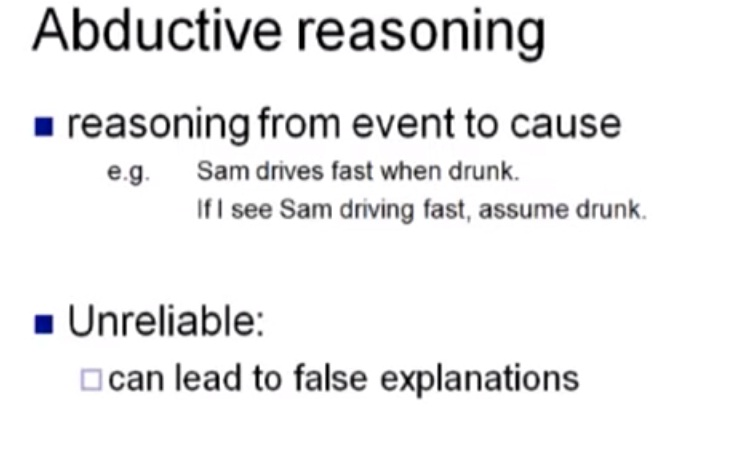 Abductive reasoning
reasoning from event to cause
e.g. Sam drives fast when drunk.
If I see Sam driving fast, assume drunk.
Unreliable:
can lead to false explanations